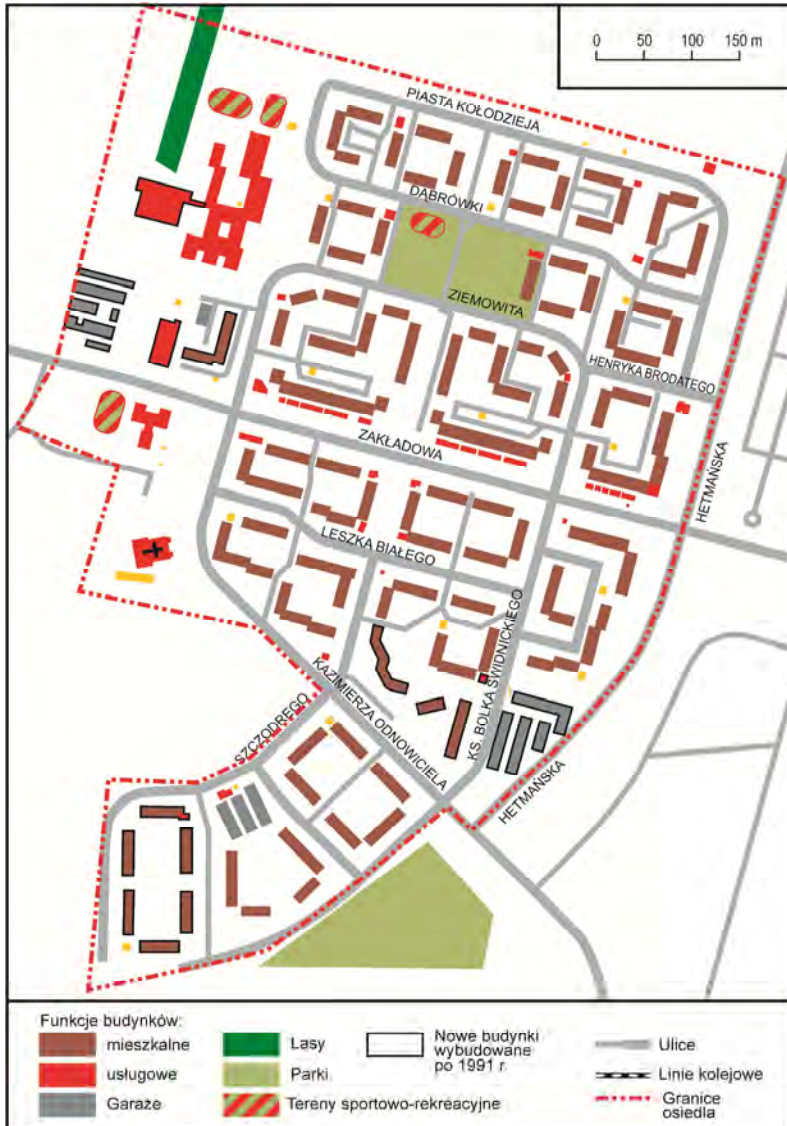 0 50 100 150 m
PIASTA KOŁODZIEJA
DĄBRÓWKI
ZIEMOWITA
HENRYKA BRODATEGO
ZAKŁADOWA
HETMAŃSKA
LESZKA BIAŁEGO
KS. BOLKA ŚWIDNICKIEGO
KAZIMIERZA ODNOWICIELA
SZCZODREGO
HETMAŃSKA
Funkcje budynków:
mieszkalne
usługowe
Garaże
Lasy
Parki
Tereny sportowo-rekreacyjne
Nowe budynki
wybudowane
po 1991 r.
Ulice
Linie kolejowe
Granice
osiedla